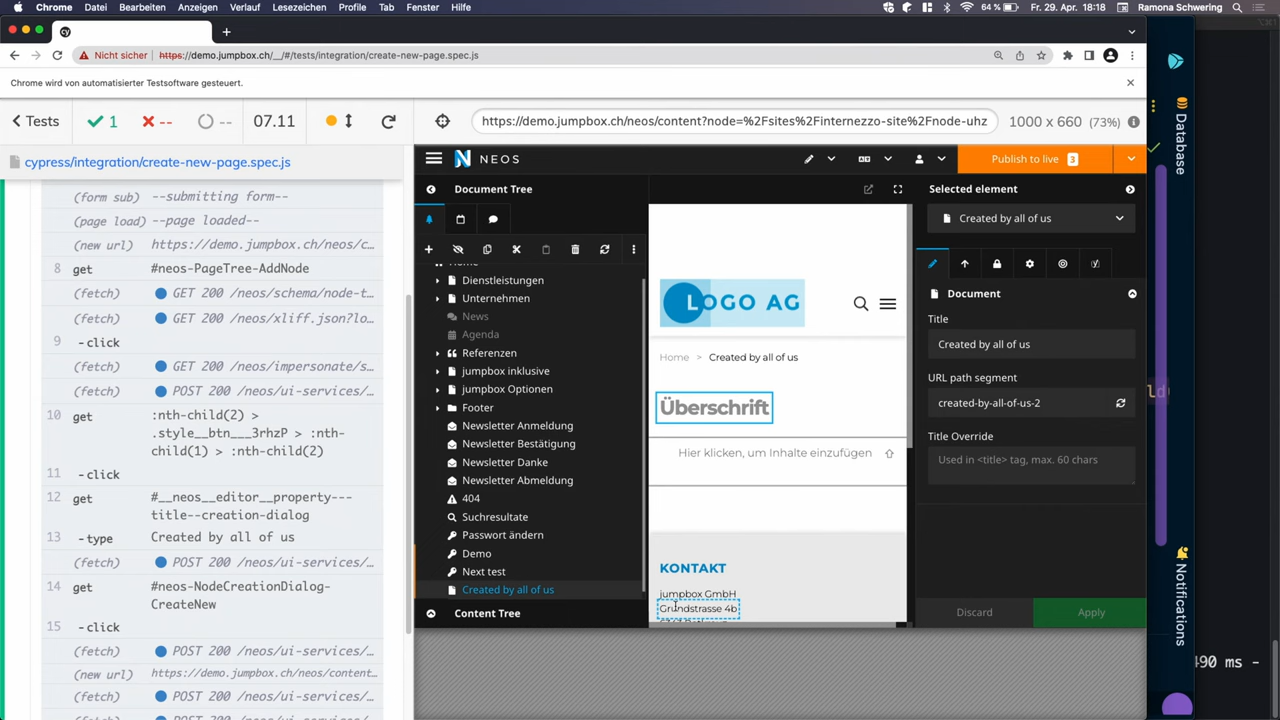 Chrome Datei Bearbeiten Anzeigen Verlauf Lesezeichen Profile Tab Fenster Hilfe 64 % Fr. 29. Apr. 18:18 Ramona Schwering
Nicht sicher https://demo.jumpbox.ch/__/#/tests/integration/create-new-page.spec.js
Chrome wird von automatisierter Testsoftware gesteuert.
Tests 1 -- -- 07.11
https://demo.jumpbox.ch/neos/content?node=%2Fsites%2Finternezzo-site%2Fnode-uhz 1000 x 660 (73%)
cypress/integration/create-new-page.spec.js
(form sub) --submitting form--
(page load) --page loaded--
(new url) https://demo.jumpbox.ch/neos/c…
8 get #neos-PageTree-AddNode
(fetch) GET 200 /neos/schema/node-t…
(fetch) GET 200 /neos/xliff.json?lo…
9 -click
(fetch) GET 200 /neos/impersonate/s…
(fetch) POST 200 /neos/ui-services/…
10 get :nth-child(2) >
.style__btn___3rhzP > :nth-
child(1) > :nth-child(2)
11 -click
12 get #__neos__editor__property---
title--creation-dialog
13 -type Created by all of us
(fetch) POST 200 /neos/ui-services/…
14 get #neos-NodeCreationDialog-
CreateNew
15 -click
(fetch) POST 200 /neos/ui-services/…
(new url) https://demo.jumpbox.ch/neos/content…
(fetch) POST 200 /neos/ui-services/…
NEOS
Publish to live 3
Document Tree
Dienstleistungen
Unternehmen
News
Agenda
Referenzen
jumpbox inklusive
jumpbox Optionen
Footer
Newsletter Anmeldung
Newsletter Bestätigung
Newsletter Danke
Newsletter Abmeldung
404
Suchresultate
Passwort ändern
Demo
Next test
Created by all of us
Content Tree
LOGO AG
Home > Created by all of us
Überschrift
Hier klicken, um Inhalte einzufügen
KONTAKT
jumpbox GmbH
Grundstrasse 4b
Selected element
Created by all of us
Document
Title
Created by all of us
URL path segment
created-by-all-of-us-2
Title Override
Used in <title> tag, max. 60 chars
Discard Apply
Database
Notifications
490 ms -